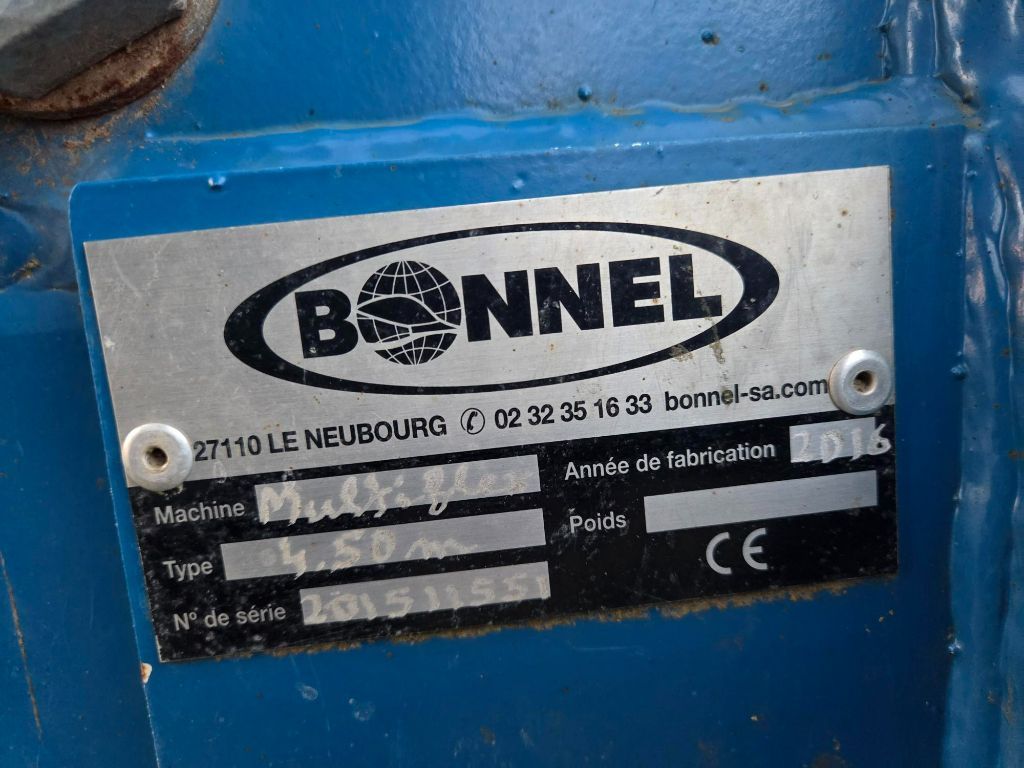 BONNEL
27110 LE NEUBOURG ✆ 02 32 35 16 33 bonnel-sa.com
Machine Multiflex
Année de fabrication 2016
Type 4,50 m
Poids
N° de série 201511551
CE